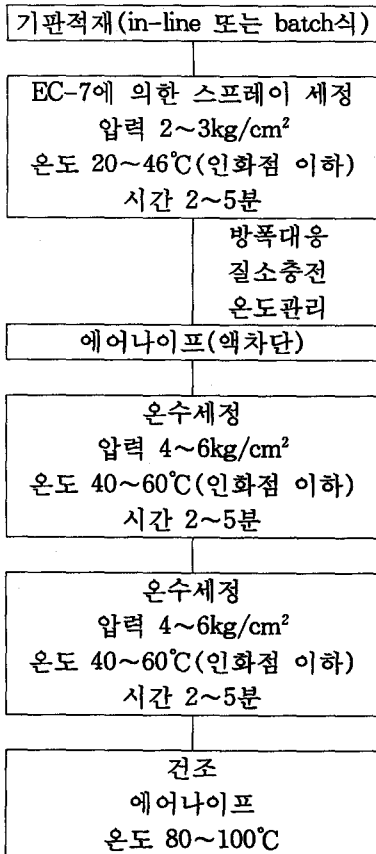 기판적재(in-line 또는 batch식)
EC-7에 의한 스프레이 세정
압력 2~3kg/cm²
온도 20~46℃(인화점 이하)
시간 2~5분
방폭대응
질소충전
온도관리
에어나이프(액차단)
온수세정
압력 4~6kg/cm²
온도 40~60℃(인화점 이하)
시간 2~5분
온수세정
압력 4~6kg/cm²
온도 40~60℃(인화점 이하)
시간 2~5분
건조
에어나이프
온도 80~100℃